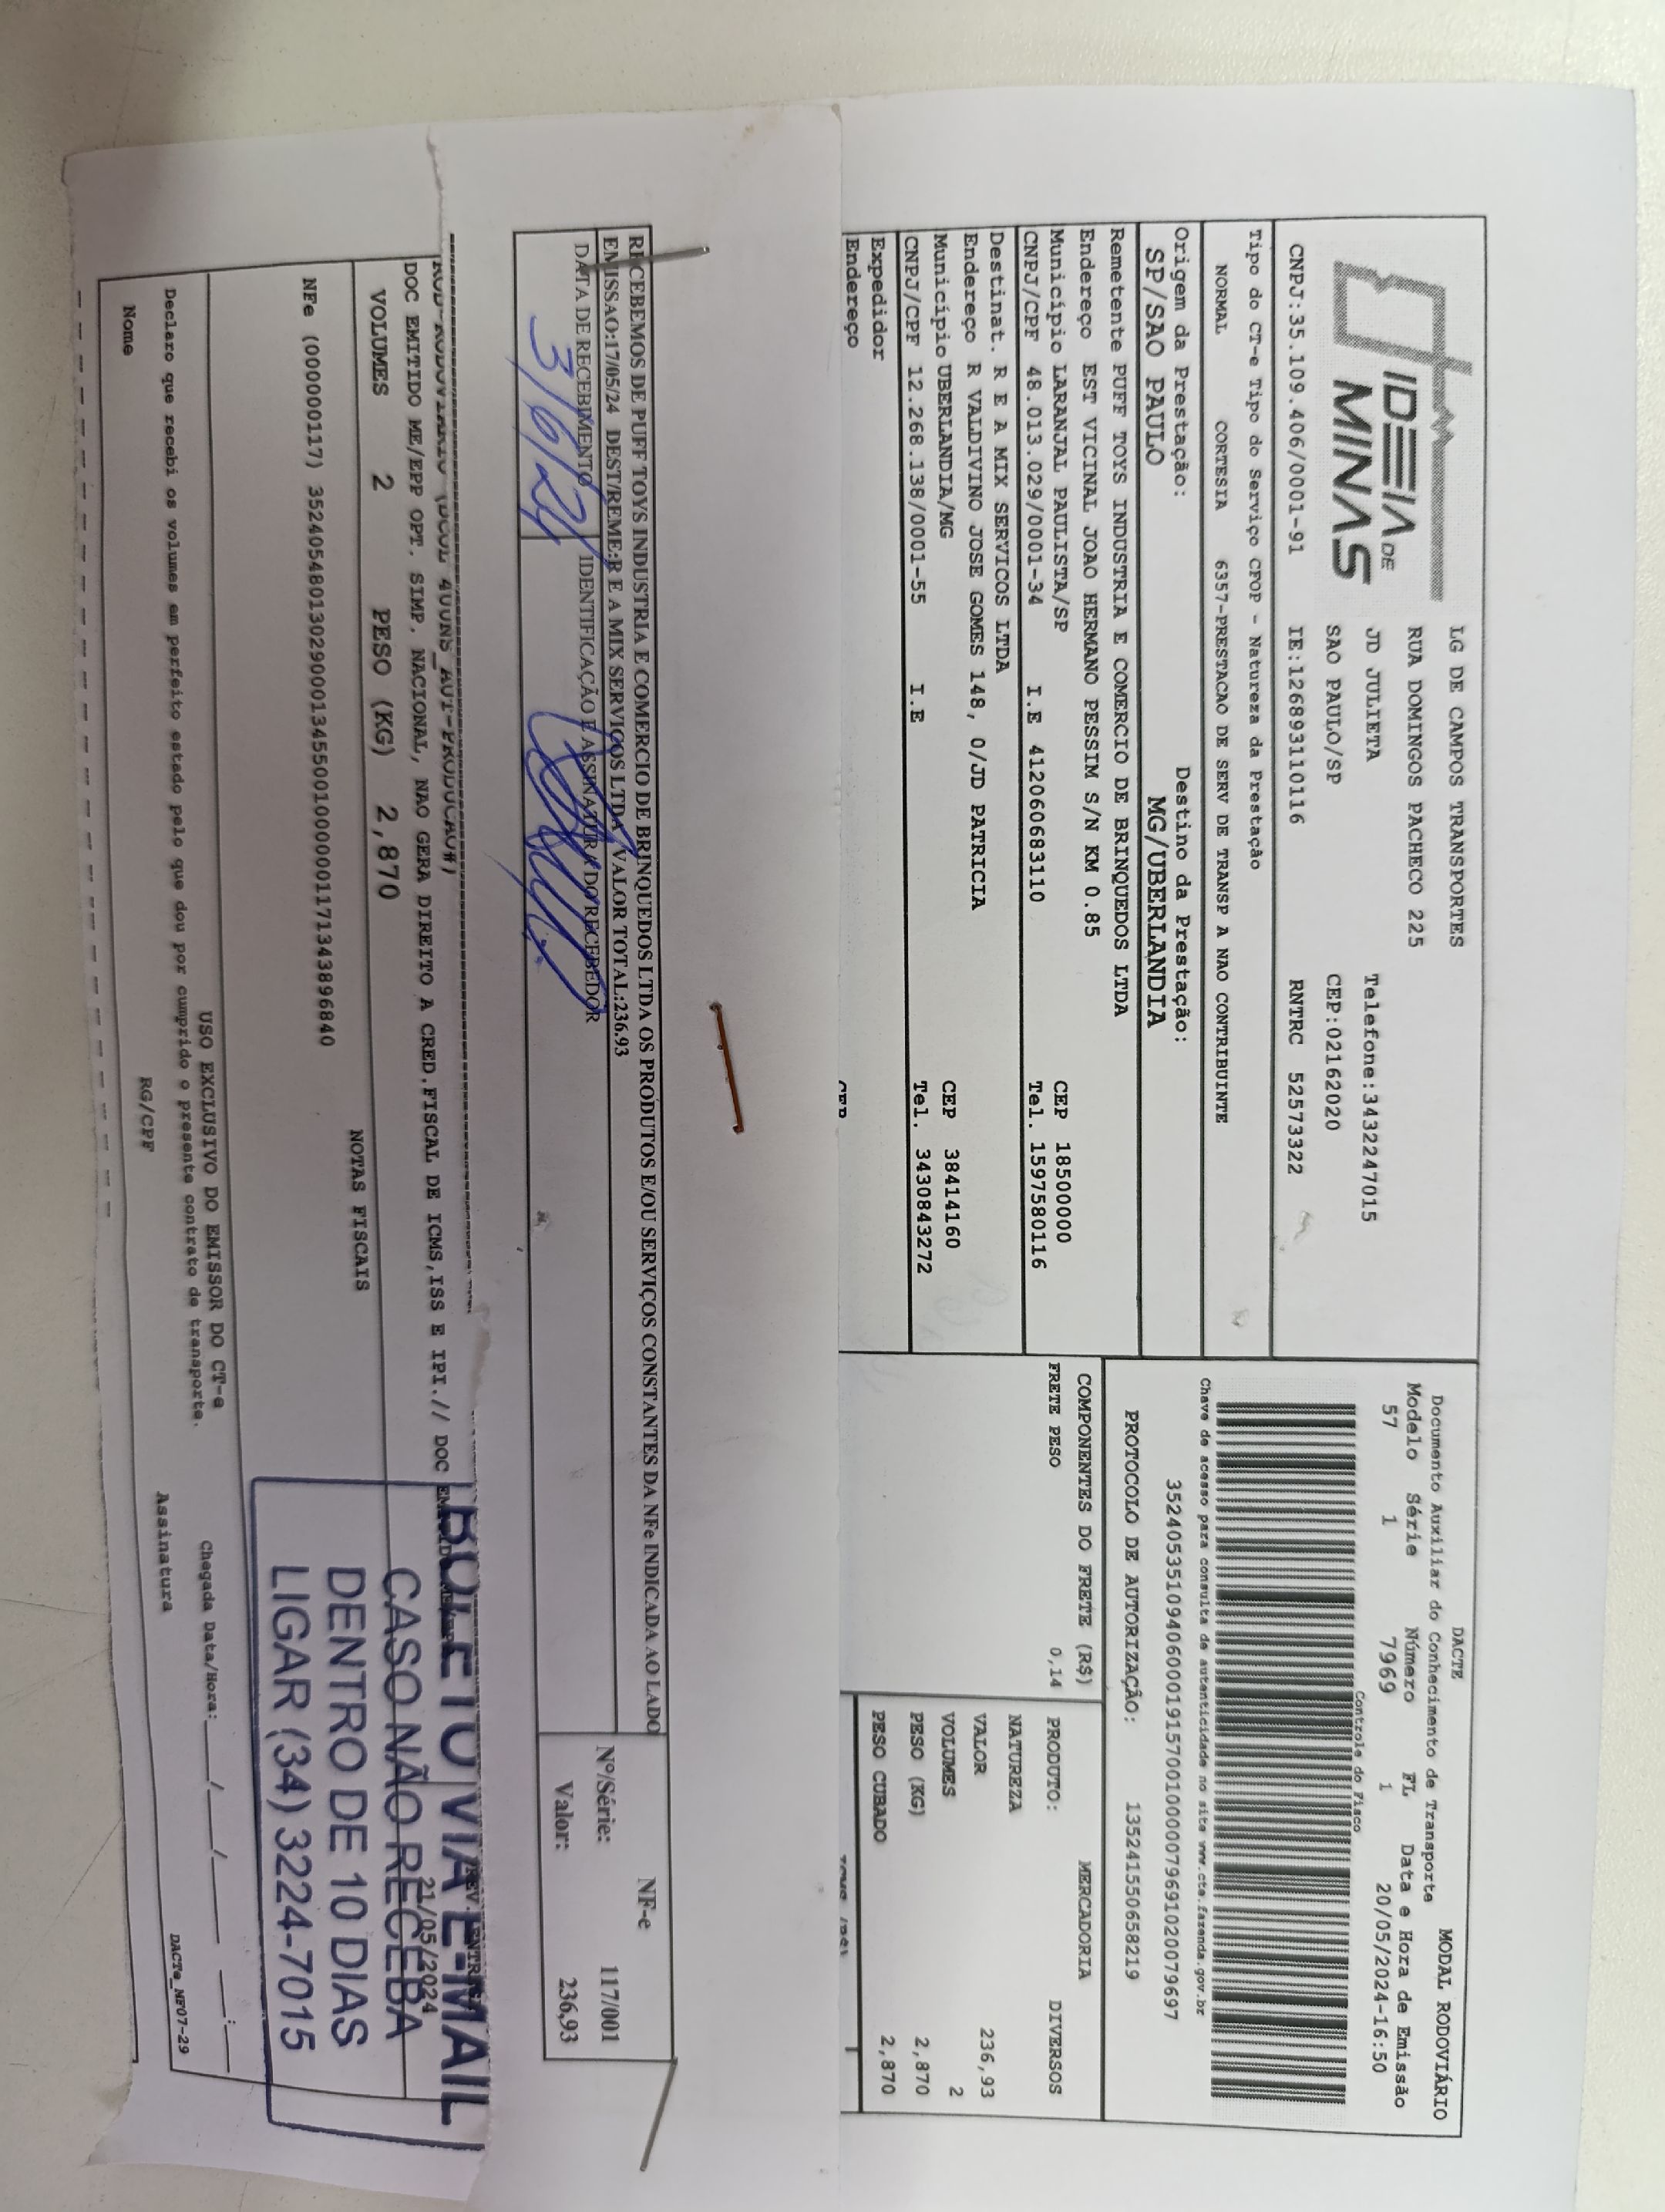 IDEIA DE
MINAS
LG DE CAMPOS TRANSPORTES
RUA DOMINGOS PACHECO 225
JD JULIETA Telefone:3432247015
SAO PAULO/SP CEP:02162020
CNPJ:35.109.406/0001-91 IE:126893110116 RNTRC 52573322
Tipo do CT-e Tipo do Serviço CFOP - Natureza da Prestação
NORMAL CORTESIA 6357-PRESTACAO DE SERV DE TRANSP A NAO CONTRIBUINTE
Origem da Prestação: Destino da Prestação:
SP/SAO PAULO MG/UBERLANDIA
Remetente PUFF TOYS INDUSTRIA E COMERCIO DE BRINQUEDOS LTDA
Endereço EST VICINAL JOAO HERMANO PESSIM S/N KM 0.85
Município LARANJAL PAULISTA/SP CEP 18500000
CNPJ/CPF 48.013.029/0001-34 I.E 412060683110 Tel. 1597580116
Destinat. R E A MIX SERVICOS LTDA
Endereço R VALDIVINO JOSE GOMES 148, 0/JD PATRICIA
Município UBERLANDIA/MG CEP 38414160
CNPJ/CPF 12.268.138/0001-55 I.E Tel. 3430843272
Expedidor
Endereço
DACTE MODAL RODOVIÁRIO
Documento Auxiliar do Conhecimento de Transporte
Modelo Série Número FL Data e Hora de Emissão
57 1 7969 1 20/05/2024-16:50
Controle do Fisco
Chave de acesso para consulta de autenticidade no site www.cte.fazenda.gov.br
35240535109406000191570010000079691020079697
PROTOCOLO DE AUTORIZAÇÃO: 135241550658219
COMPONENTES DO FRETE (R$)
FRETE PESO 0,14
PRODUTO: MERCADORIA DIVERSOS
NATUREZA
VALOR 236,93
VOLUMES 2
PESO (KG) 2,870
PESO CUBADO 2,870
RECEBEMOS DE PUFF TOYS INDUSTRIA E COMERCIO DE BRINQUEDOS LTDA OS PRODUTOS E/OU SERVIÇOS CONSTANTES DA NFe INDICADA AO LADO
EMISSAO:17/05/24 DEST/REME:R E A MIX SERVICOS LTDA VALOR TOTAL:236.93
DATA DE RECEBIMENTO IDENTIFICAÇÃO E ASSINATURA DO RECEBEDOR
3/6/24
NF-e
Nº/Série: 117/001
Valor: 236,93
DOC EMITIDO ME/EPP OPT. SIMP. NACIONAL, NAO GERA DIREITO A CRED.FISCAL DE ICMS,ISS E IPI.// DOC
VOLUMES 2 PESO (KG) 2,870
21/05/2024
NOTAS FISCAIS
NFe (000000117) 35240548013029000134550010000001171343896840
BOLETO VIA E-MAIL
CASO NÃO RECEBA
DENTRO DE 10 DIAS
LIGAR (34) 3224-7015
USO EXCLUSIVO DO EMISSOR DO CT-e
Declaro que recebi os volumes em perfeito estado pelo que dou por cumprido o presente contrato de transporte.
Chegada Data/Hora:___/___/___ __:__
Nome RG/CPF Assinatura
DACTe_NF07-29